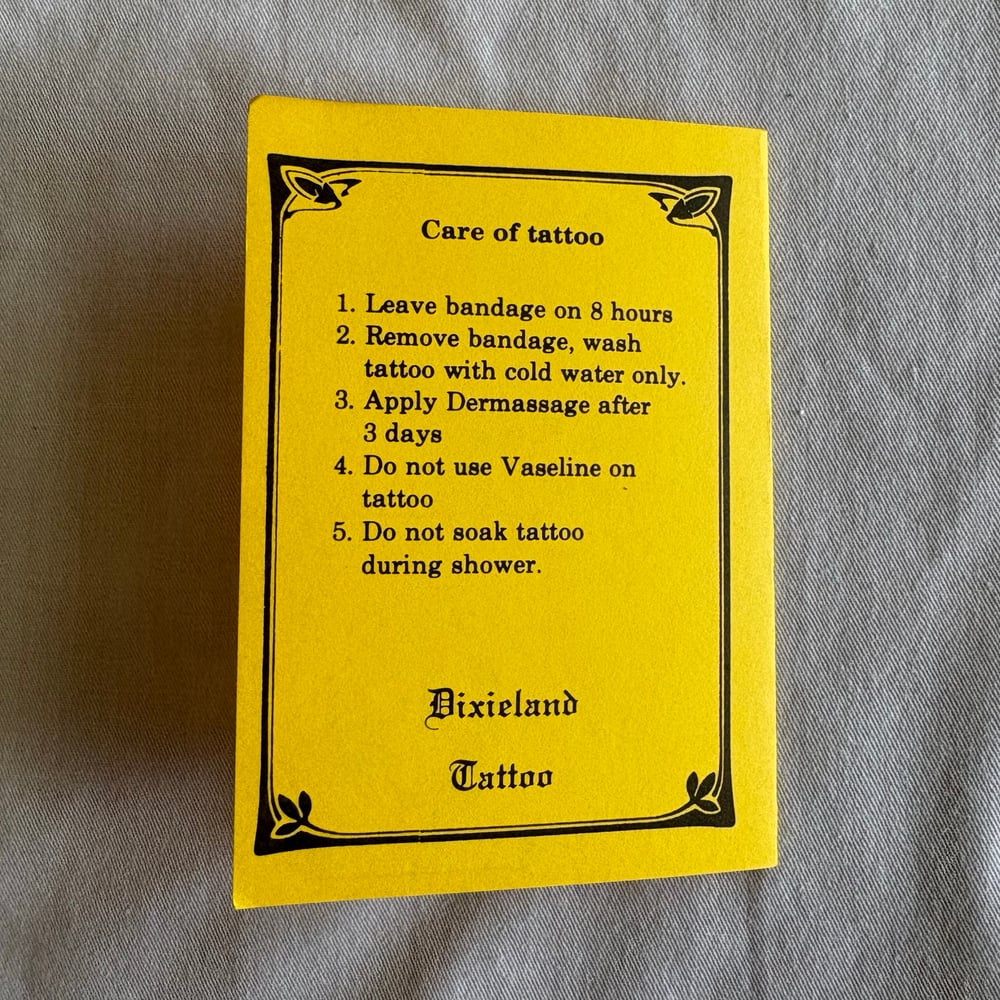 Care of tattoo
1. Leave bandage on 8 hours
2. Remove bandage, wash
tattoo with cold water only.
3. Apply Dermassage after
3 days
4. Do not use Vaseline on
tattoo
5. Do not soak tattoo
during shower.
Dixieland
Tattoo